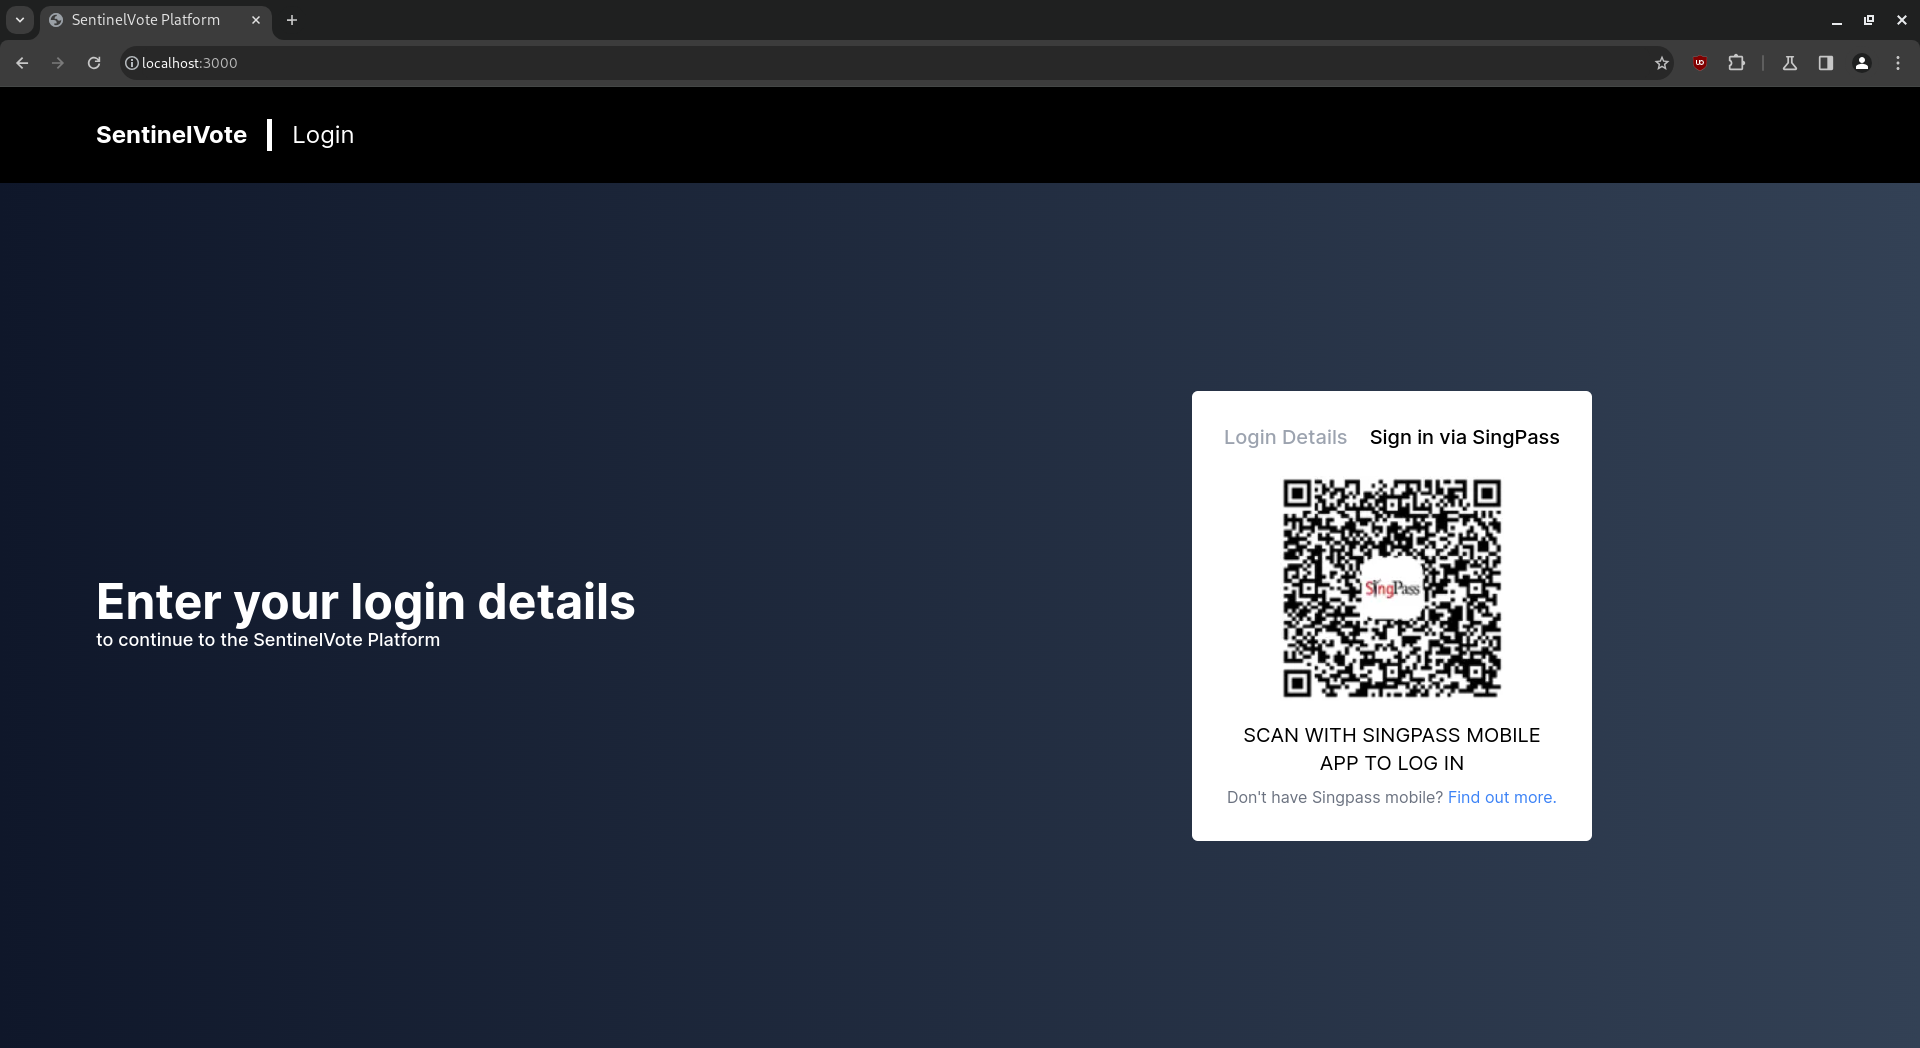 SentinelVote Platform
localhost:3000
SentinelVote | Login
Enter your login details
to continue to the SentinelVote Platform
Login Details Sign in via SingPass
SingPass
SCAN WITH SINGPASS MOBILE
APP TO LOG IN
Don't have Singpass mobile? Find out more.